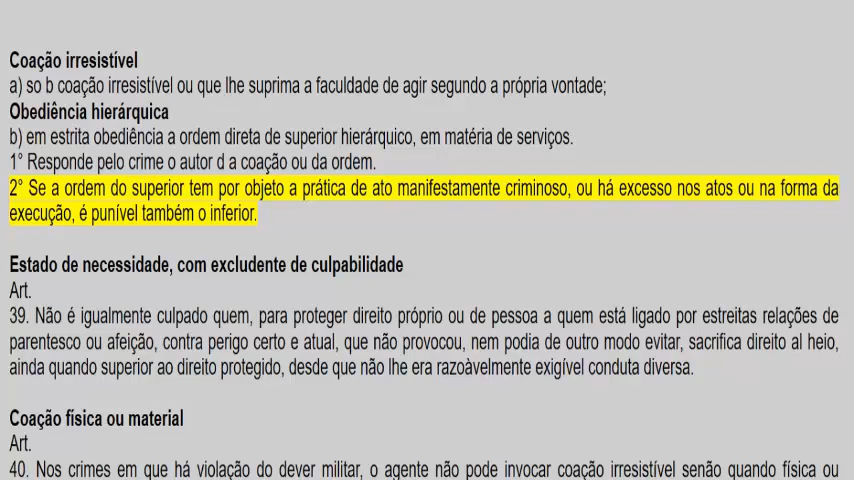 Coação irresistível
a) so b coação irresistível ou que lhe suprima a faculdade de agir segundo a própria vontade;
Obediência hierárquica
b) em estrita obediência a ordem direta de superior hierárquico, em matéria de serviços.
1° Responde pelo crime o autor d a coação ou da ordem.
2° Se a ordem do superior tem por objeto a prática de ato manifestamente criminoso, ou há excesso nos atos ou na forma da
execução, é punível também o inferior.
Estado de necessidade, com excludente de culpabilidade
Art.
39. Não é igualmente culpado quem, para proteger direito próprio ou de pessoa a quem está ligado por estreitas relações de
parentesco ou afeição, contra perigo certo e atual, que não provocou, nem podia de outro modo evitar, sacrifica direito al heio,
ainda quando superior ao direito protegido, desde que não lhe era razoàvelmente exigível conduta diversa.
Coação física ou material
Art.
40. Nos crimes em que há violação do dever militar, o agente não pode invocar coação irresistível senão quando física ou